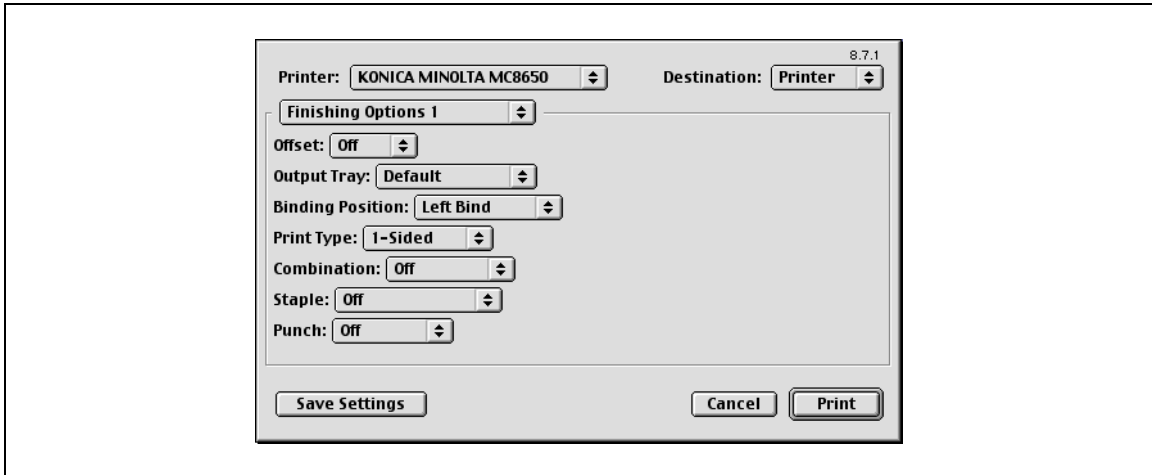 8.7.1
Printer: KONICA MINOLTA MC8650 Destination: Printer
Finishing Options 1
Offset: Off
Output Tray: Default
Binding Position: Left Bind
Print Type: 1-Sided
Combination: Off
Staple: Off
Punch: Off
Save Settings Cancel Print